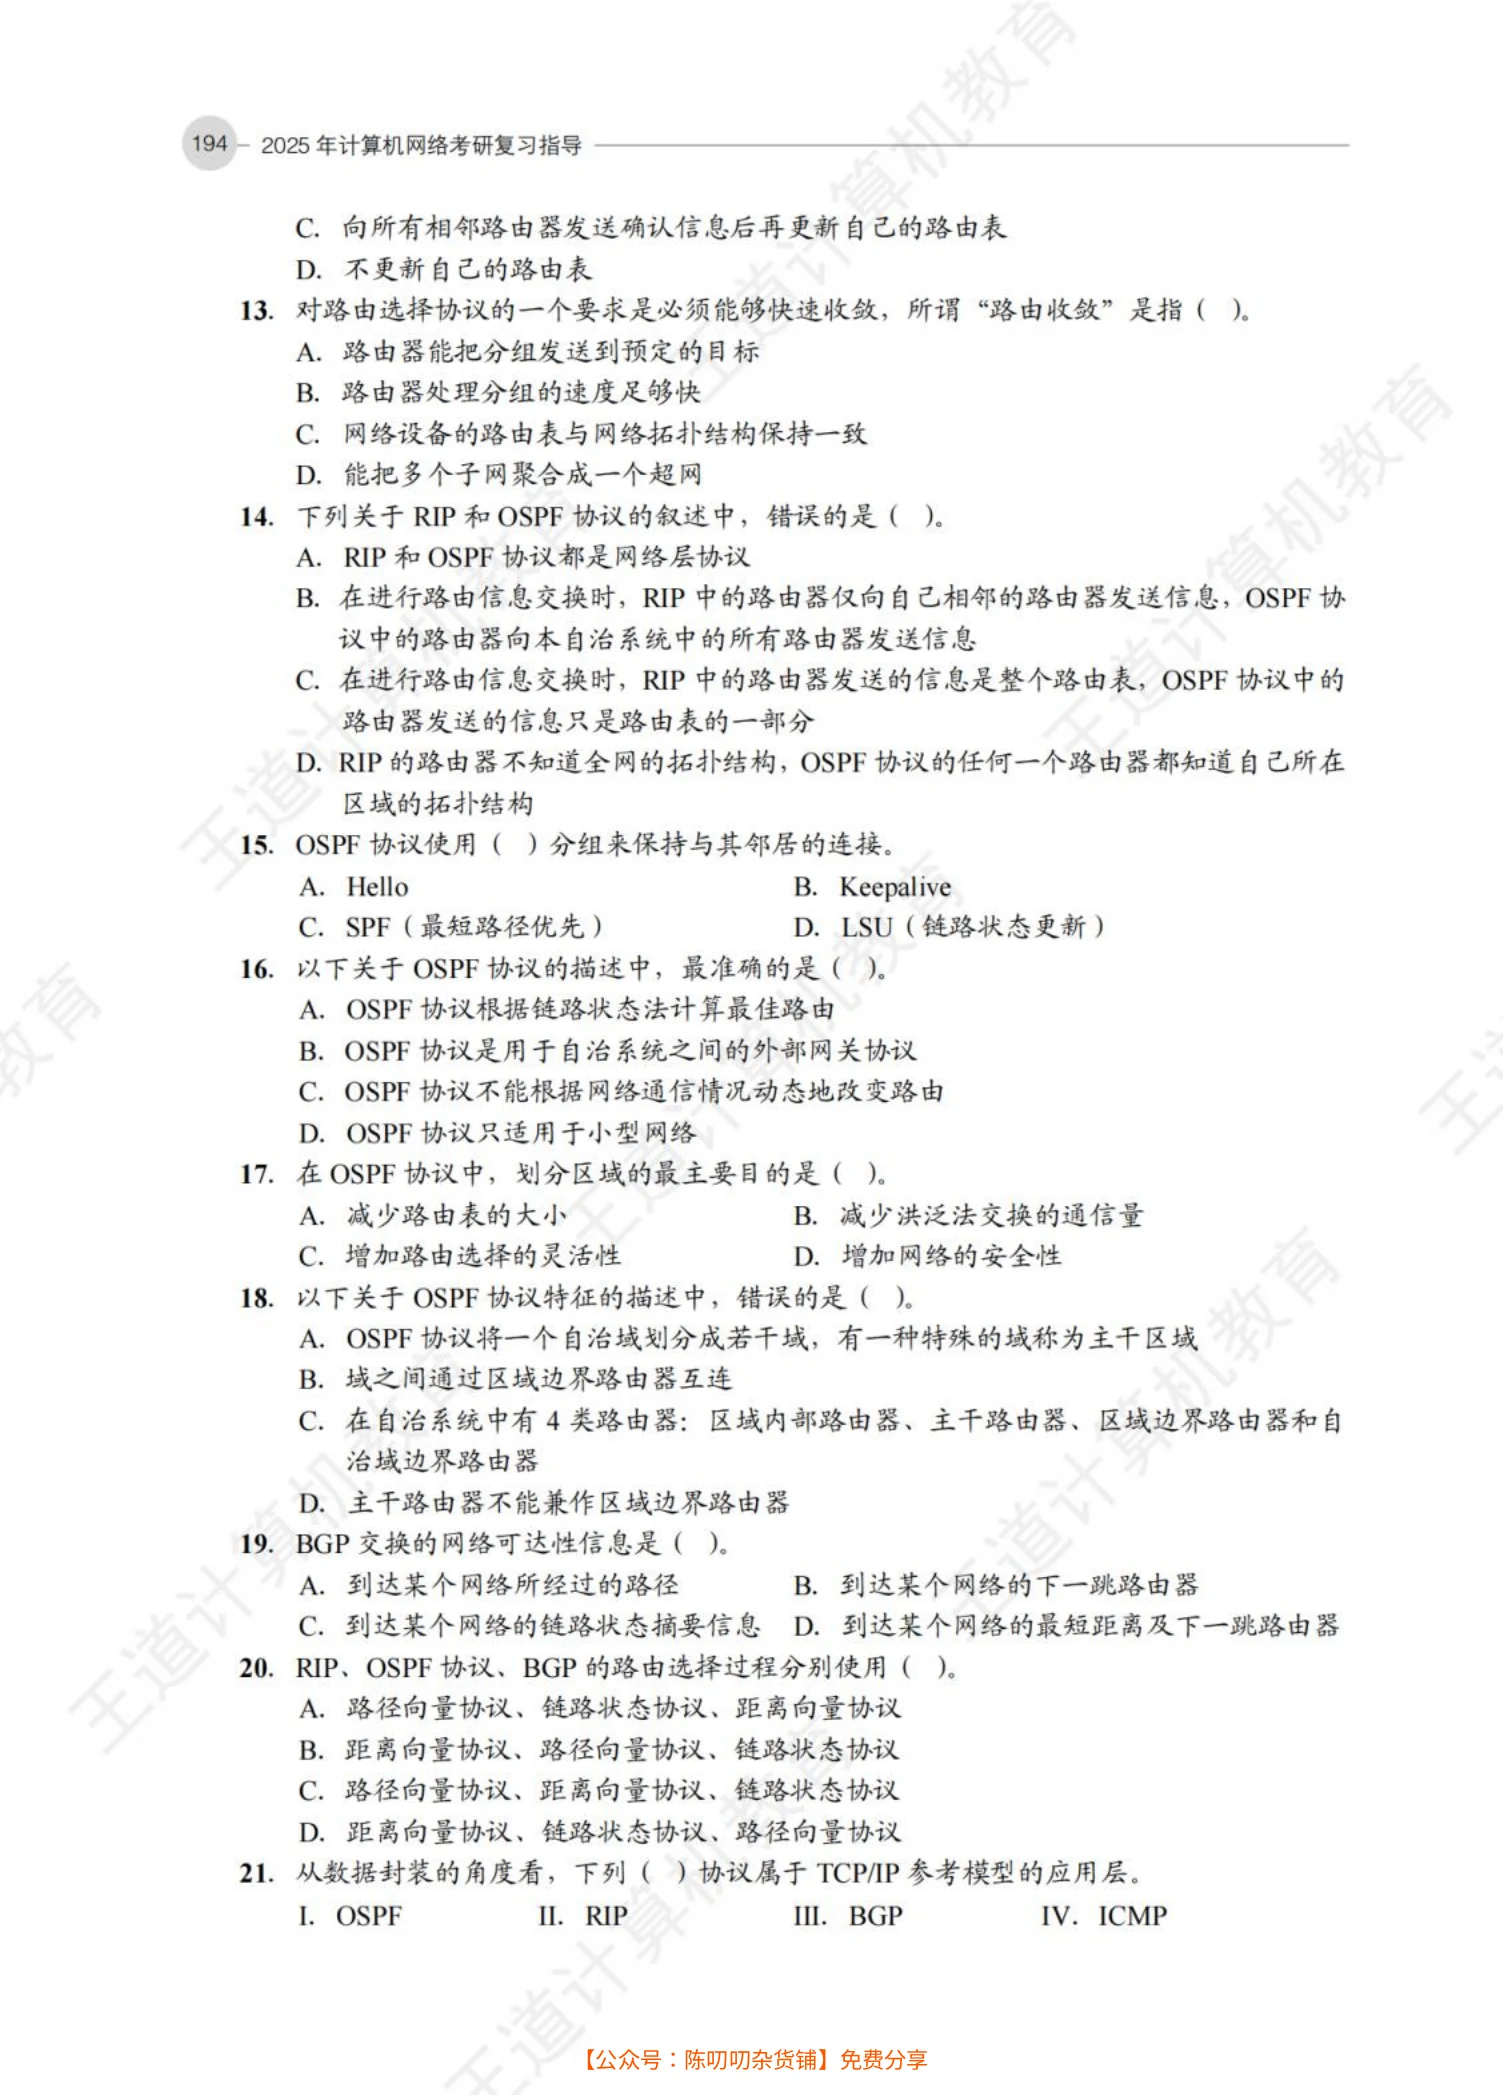 194 2025 年计算机网络考研复习指导
C. 向所有相邻路由器发送确认信息后再更新自己的路由表
D. 不更新自己的路由表
13. 对路由选择协议的一个要求是必须能够快速收敛，所谓“路由收敛”是指（ ）。
A. 路由器能把分组发送到预定的目标
B. 路由器处理分组的速度足够快
C. 网络设备的路由表与网络拓扑结构保持一致
D. 能把多个子网聚合成一个超网
14. 下列关于 RIP 和 OSPF 协议的叙述中，错误的是（ ）。
A. RIP 和 OSPF 协议都是网络层协议
B. 在进行路由信息交换时，RIP 中的路由器仅向自己相邻的路由器发送信息，OSPF 协
议中的路由器向本自治系统中的所有路由器发送信息
C. 在进行路由信息交换时，RIP 中的路由器发送的信息是整个路由表，OSPF 协议中的
路由器发送的信息只是路由表的一部分
D. RIP 的路由器不知道全网的拓扑结构，OSPF 协议的任何一个路由器都知道自己所在
区域的拓扑结构
15. OSPF 协议使用（ ）分组来保持与其邻居的连接。
A. Hello B. Keepalive
C. SPF（最短路径优先） D. LSU（链路状态更新）
16. 以下关于 OSPF 协议的描述中，最准确的是（ ）。
A. OSPF 协议根据链路状态法计算最佳路由
B. OSPF 协议是用于自治系统之间的外部网关协议
C. OSPF 协议不能根据网络通信情况动态地改变路由
D. OSPF 协议只适用于小型网络
17. 在 OSPF 协议中，划分区域的最主要目的是（ ）。
A. 减少路由表的大小 B. 减少洪泛法交换的通信量
C. 增加路由选择的灵活性 D. 增加网络的安全性
18. 以下关于 OSPF 协议特征的描述中，错误的是（ ）。
A. OSPF 协议将一个自治域划分成若干域，有一种特殊的域称为主干区域
B. 域之间通过区域边界路由器互连
C. 在自治系统中有 4 类路由器：区域内部路由器、主干路由器、区域边界路由器和自
治域边界路由器
D. 主干路由器不能兼作区域边界路由器
19. BGP 交换的网络可达性信息是（ ）。
A. 到达某个网络所经过的路径 B. 到达某个网络的下一跳路由器
C. 到达某个网络的链路状态摘要信息 D. 到达某个网络的最短距离及下一跳路由器
20. RIP、OSPF 协议、BGP 的路由选择过程分别使用（ ）。
A. 路径向量协议、链路状态协议、距离向量协议
B. 距离向量协议、路径向量协议、链路状态协议
C. 路径向量协议、距离向量协议、链路状态协议
D. 距离向量协议、链路状态协议、路径向量协议
21. 从数据封装的角度看，下列（ ）协议属于 TCP/IP 参考模型的应用层。
I. OSPF II. RIP III. BGP IV. ICMP
【公众号：陈叨叨杂货铺】免费分享